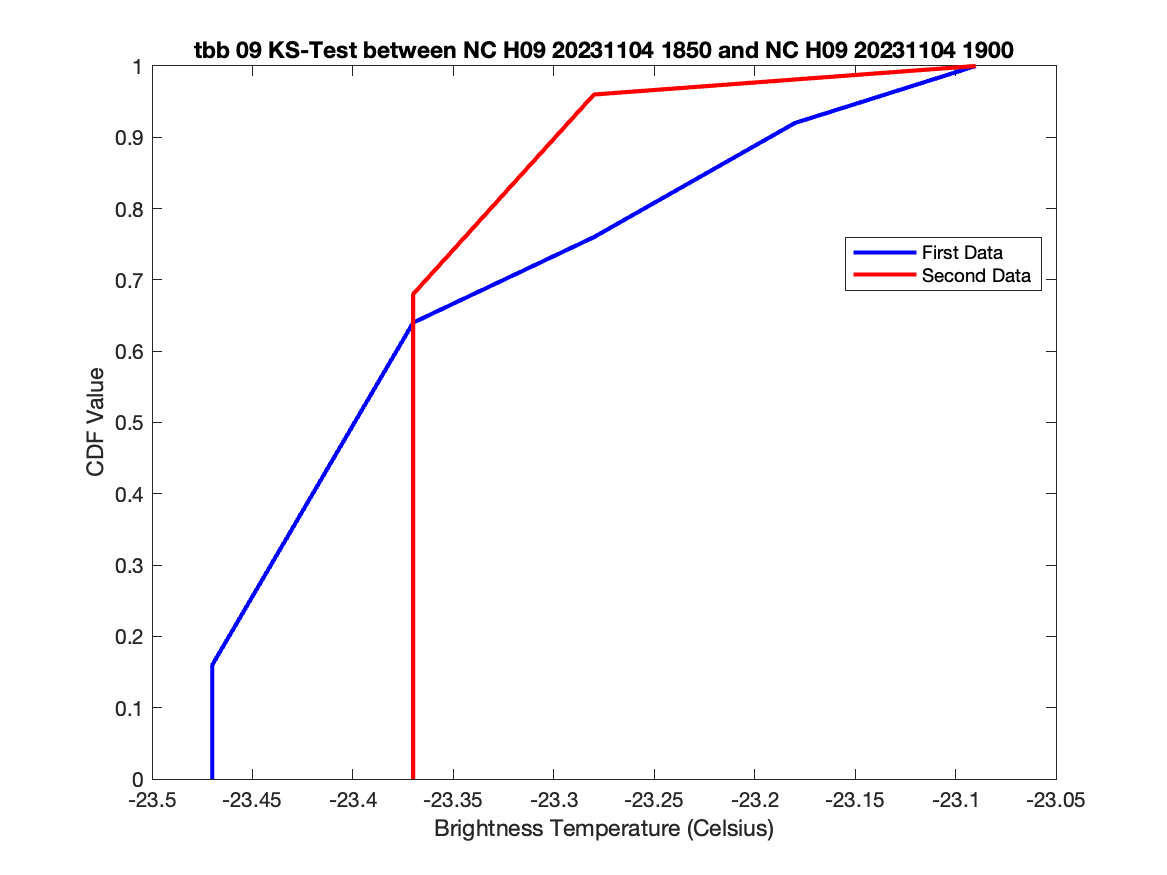 tbb 09 KS-Test between NC H09 20231104 1850 and NC H09 20231104 1900
1
0.9
0.8
First Data
Second Data
0.7
0.6
CDF Value
0.5
0.4
0.3
0.2
0.1
0
-23.5 -23.45 -23.4 -23.35 -23.3 -23.25 -23.2 -23.15 -23.1 -23.05
Brightness Temperature (Celsius)